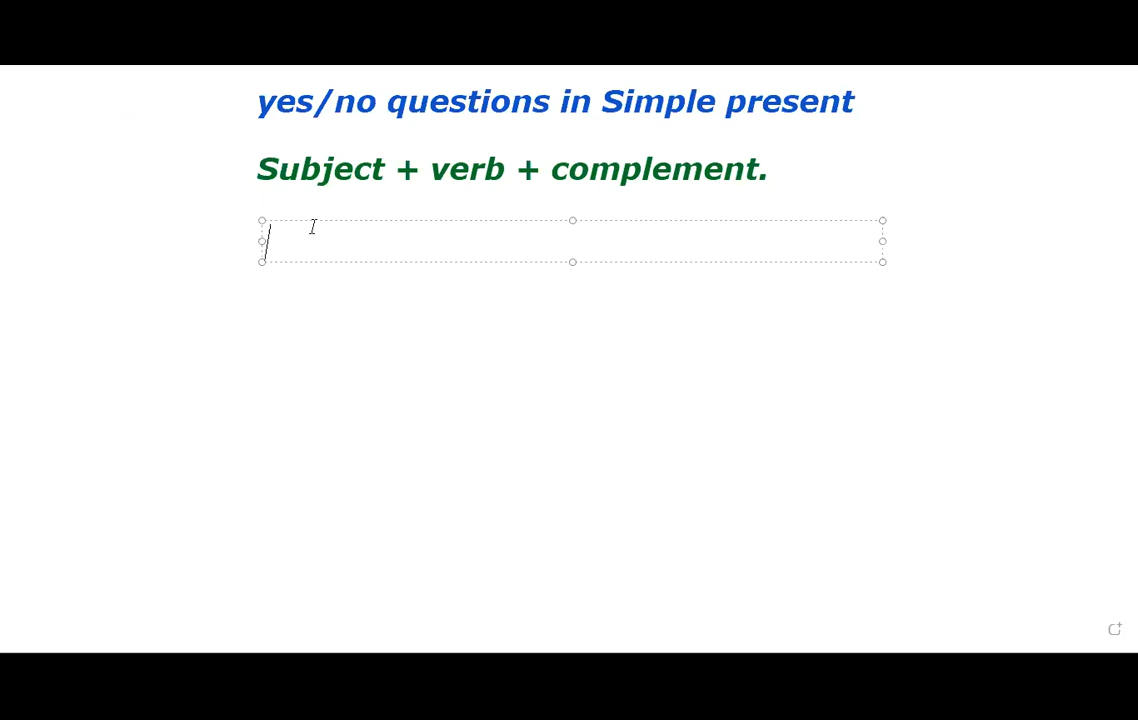 yes/no questions in Simple present
Subject + verb + complement.